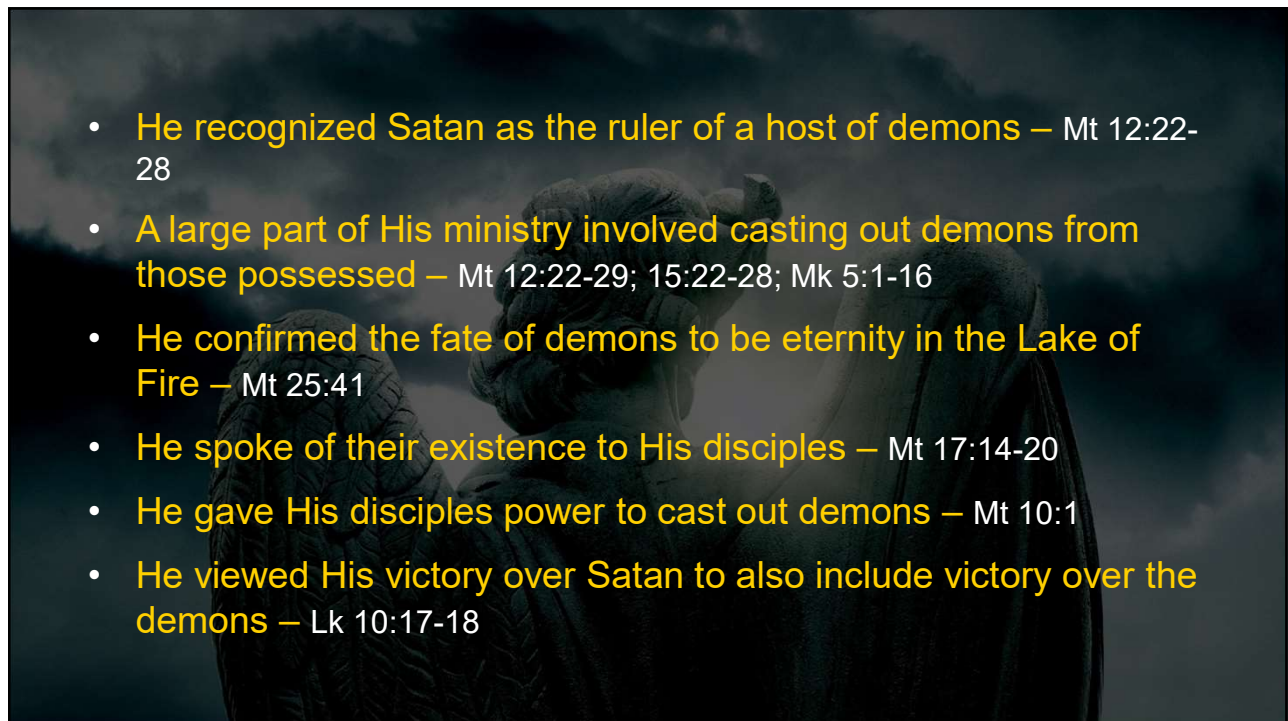 • He recognized Satan as the ruler of a host of demons – Mt 12:22-
28
• A large part of His ministry involved casting out demons from
those possessed – Mt 12:22-29; 15:22-28; Mk 5:1-16
• He confirmed the fate of demons to be eternity in the Lake of
Fire – Mt 25:41
• He spoke of their existence to His disciples – Mt 17:14-20
• He gave His disciples power to cast out demons – Mt 10:1
• He viewed His victory over Satan to also include victory over the
demons – Lk 10:17-18